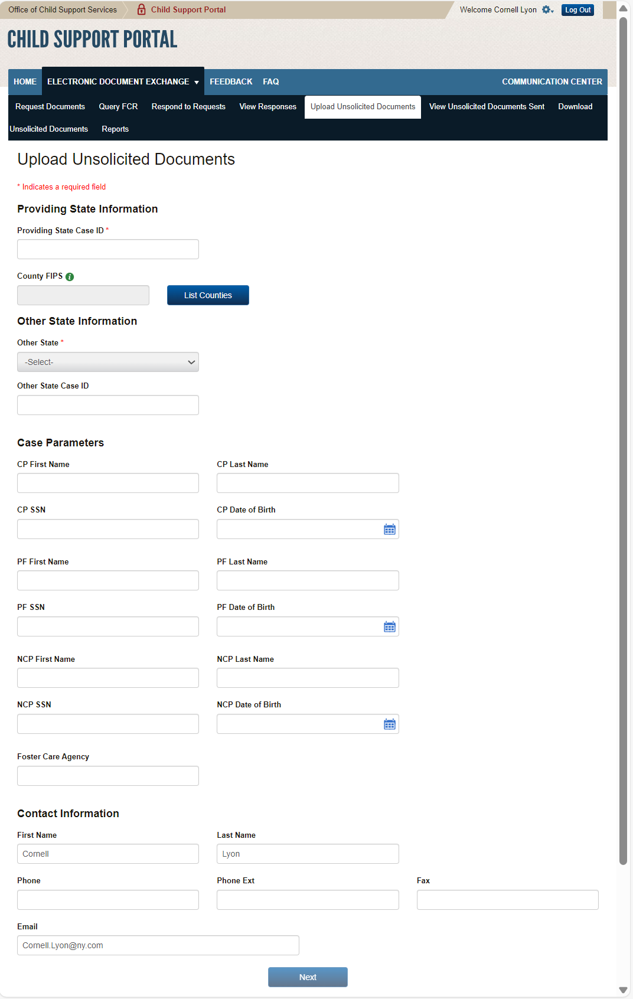 Office of Child Support Services Child Support Portal Welcome Cornell Lyon Log Out
CHILD SUPPORT PORTAL
HOME ELECTRONIC DOCUMENT EXCHANGE FEEDBACK FAQ COMMUNICATION CENTER
Request Documents Query FCR Respond to Requests View Responses Upload Unsolicited Documents View Unsolicited Documents Sent Download
Unsolicited Documents Reports
Upload Unsolicited Documents
* Indicates a required field
Providing State Information
Providing State Case ID *
County FIPS
List Counties
Other State Information
Other State *
-Select-
Other State Case ID
Case Parameters
CP First Name CP Last Name
CP SSN CP Date of Birth
PF First Name PF Last Name
PF SSN PF Date of Birth
NCP First Name NCP Last Name
NCP SSN NCP Date of Birth
Foster Care Agency
Contact Information
First Name Last Name
Cornell Lyon
Phone Phone Ext Fax
Email
Cornell.Lyon@ny.com
Next